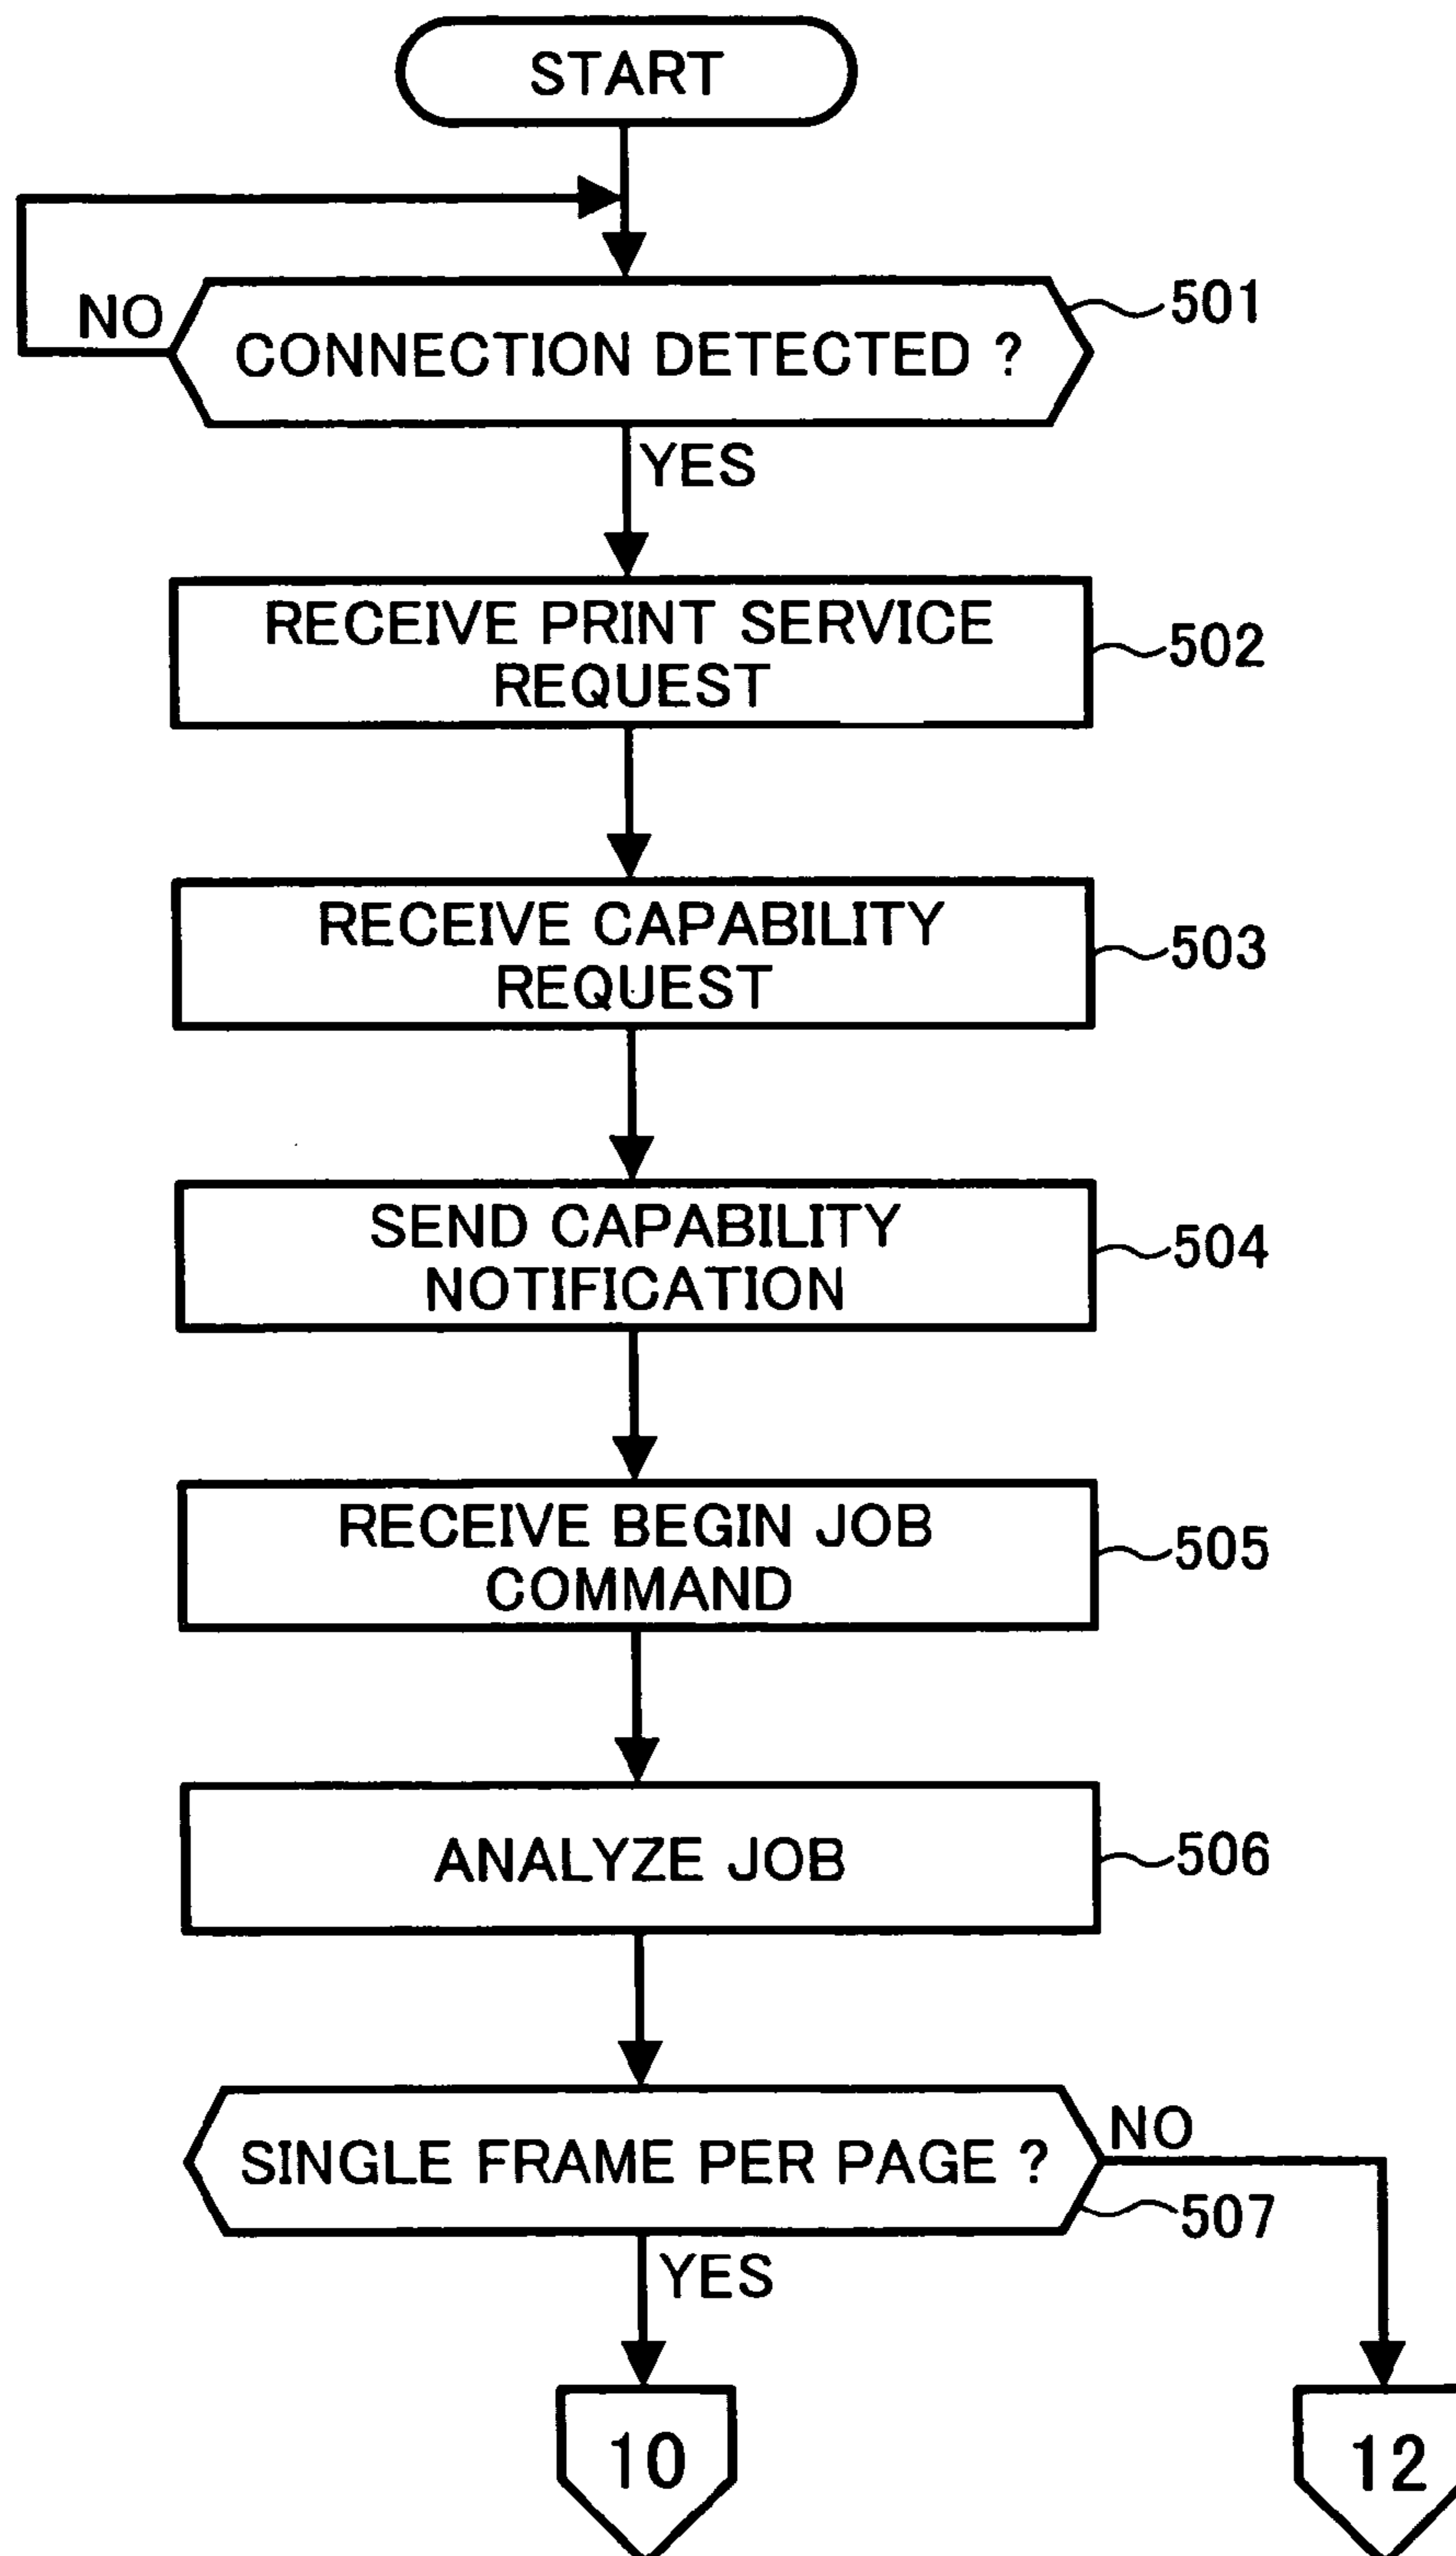 START
NO
CONNECTION DETECTED ?
501
YES
RECEIVE PRINT SERVICE
REQUEST
502
RECEIVE CAPABILITY
REQUEST
503
SEND CAPABILITY
NOTIFICATION
504
RECEIVE BEGIN JOB
COMMAND
505
ANALYZE JOB
506
SINGLE FRAME PER PAGE ?
NO
507
YES
10
12